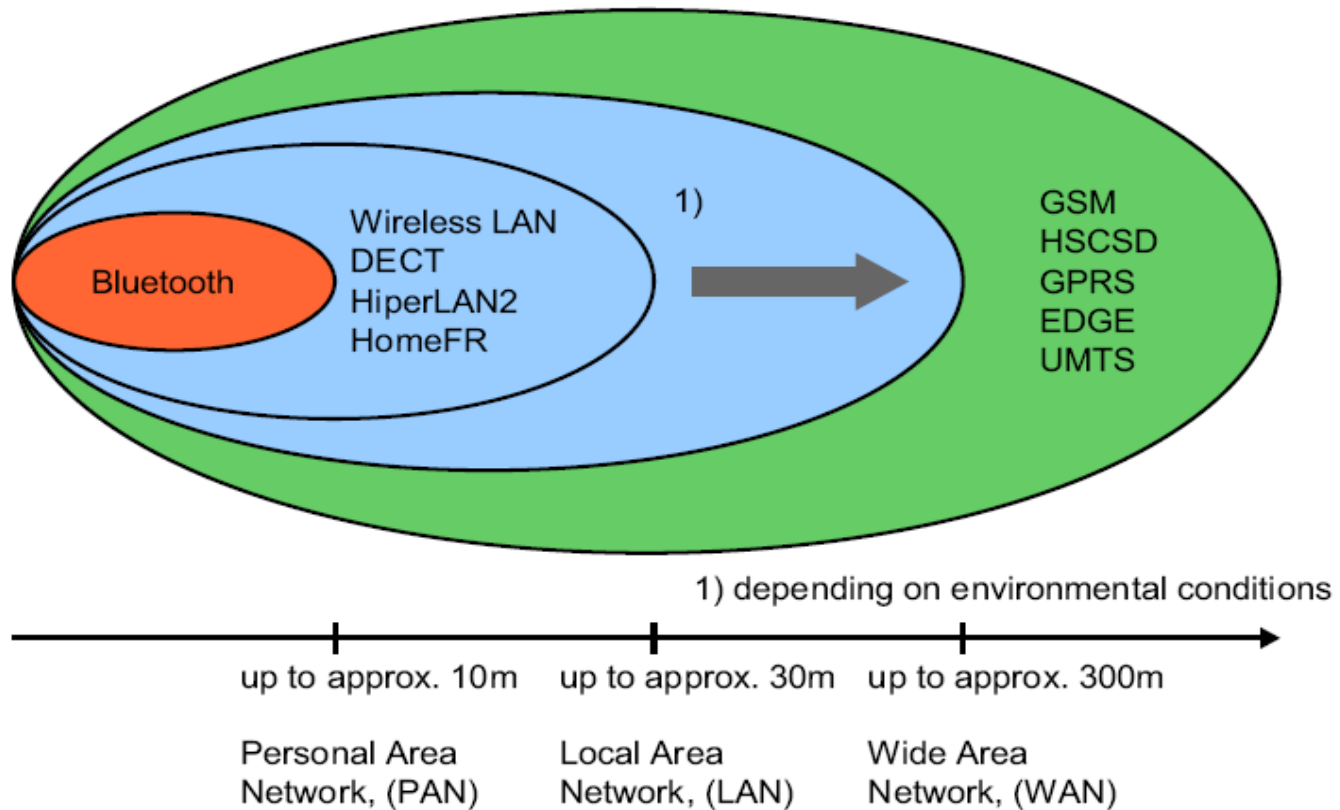 Bluetooth
Wireless LAN
DECT
HiperLAN2
HomeFR
1)
GSM
HSCSD
GPRS
EDGE
UMTS
1) depending on environmental conditions
up to approx. 10m
up to approx. 30m
up to approx. 300m
Personal Area
Network, (PAN)
Local Area
Network, (LAN)
Wide Area
Network, (WAN)